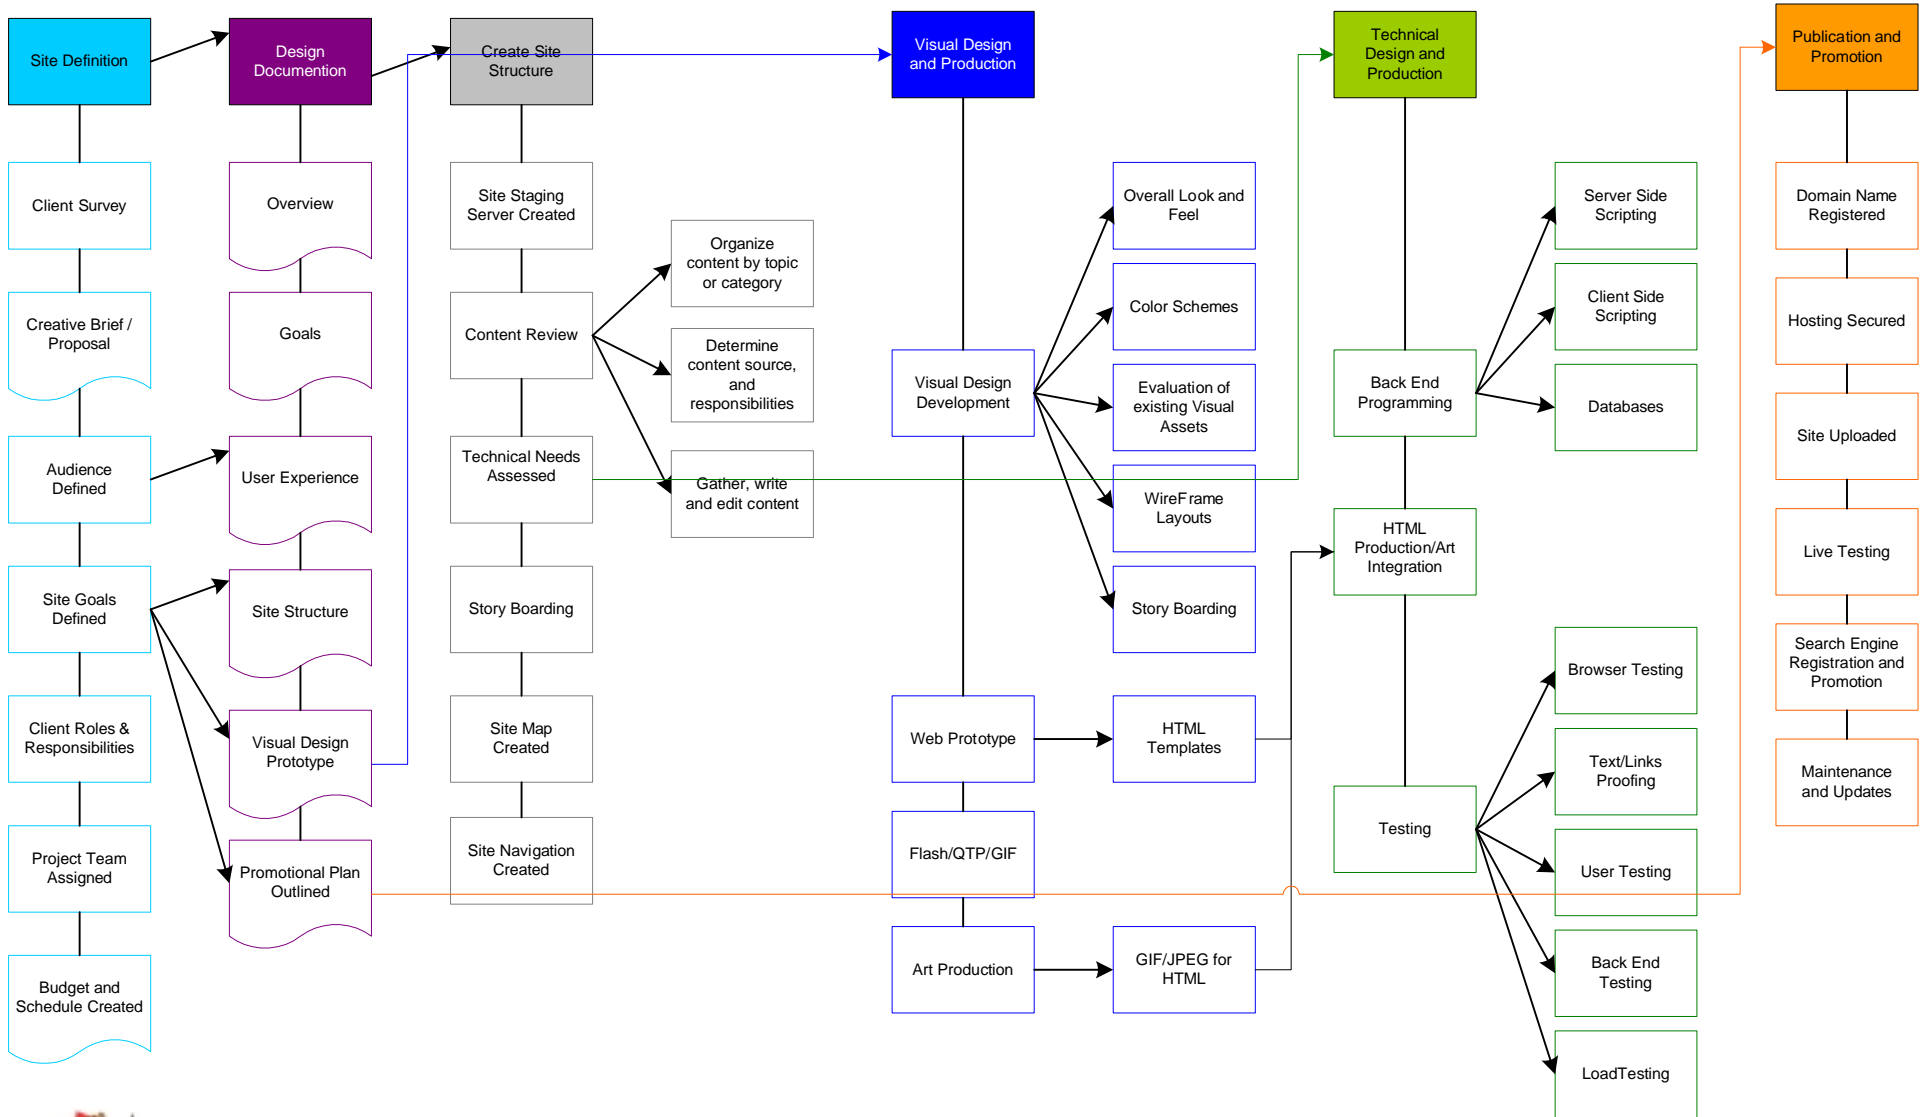 Site Definition
Design
Documention
Create Site
Structure
Visual Design
and Production
Technical
Design and
Production
Publication and
Promotion
Client Survey
Creative Brief /
Proposal
Audience
Defined
Site Goals
Defined
Client Roles &
Responsibilities
Project Team
Assigned
Budget and
Schedule Created
Overview
Goals
User Experience
Site Structure
Visual Design
Prototype
Promotional Plan
Outlined
Site Staging
Server Created
Content Review
Technical Needs
Assessed
Story Boarding
Site Map
Created
Site Navigation
Created
Organize
content by topic
or category
Determine
content source,
and
responsibilities
Gather, write
and edit content
Visual Design
Development
Web Prototype
Flash/QTP/GIF
Art Production
Overall Look and
Feel
Color Schemes
Evaluation of
existing Visual
Assets
WireFrame
Layouts
Story Boarding
HTML
Templates
GIF/JPEG for
HTML
Back End
Programming
HTML
Production/Art
Integration
Testing
Server Side
Scripting
Client Side
Scripting
Databases
Browser Testing
Text/Links
Proofing
User Testing
Back End
Testing
LoadTesting
Domain Name
Registered
Hosting Secured
Site Uploaded
Live Testing
Search Engine
Registration and
Promotion
Maintenance
and Updates